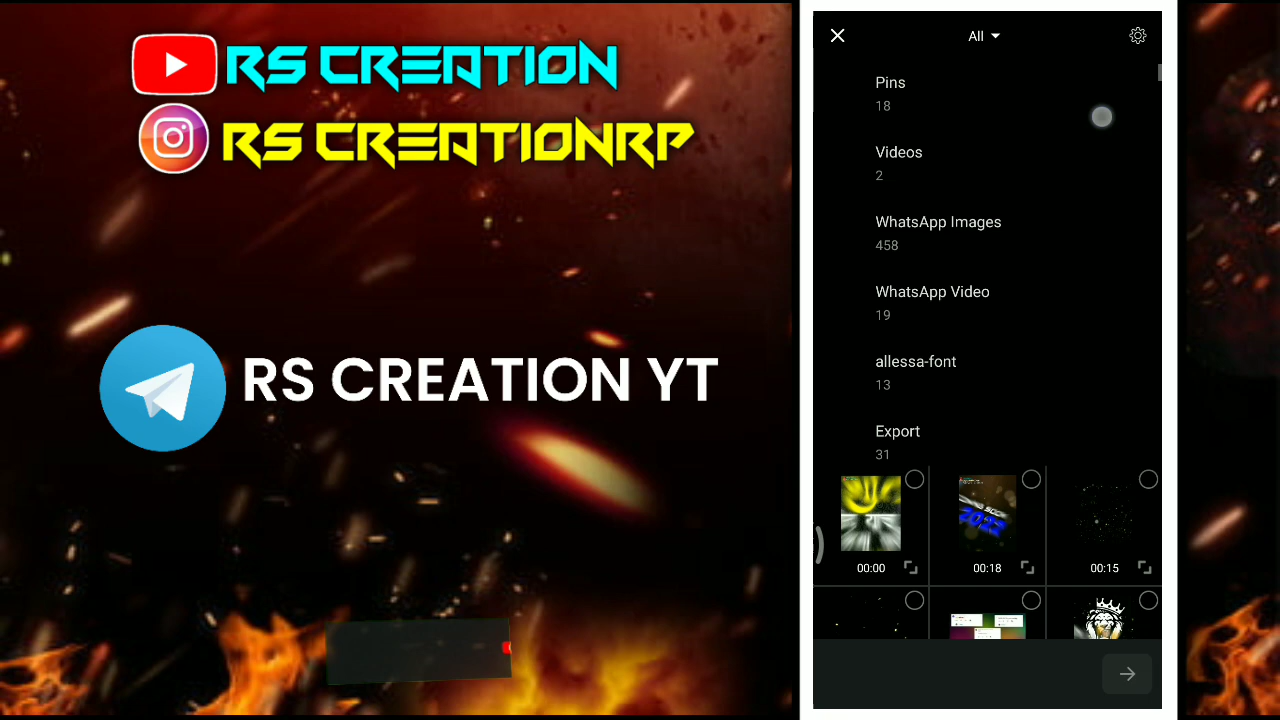 RS CREATION
RS CREATIONRP
RS CREATION YT
All
Pins
18
Videos
2
WhatsApp Images
458
WhatsApp Video
19
allessa-font
13
Export
31
2022
00:00
00:18
00:15